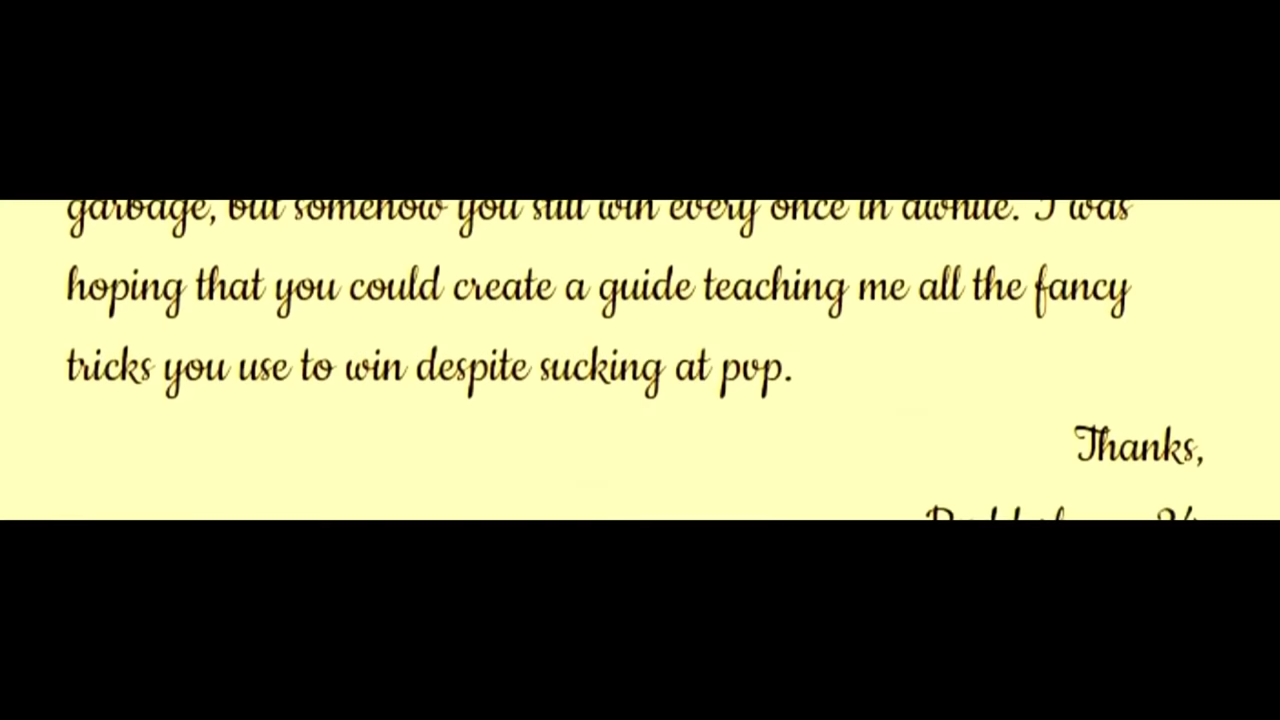 garbage, but somehow you still win every once in awhile. I was
hoping that you could create a guide teaching me all the fancy
tricks you use to win despite sucking at pvp.
Thanks,